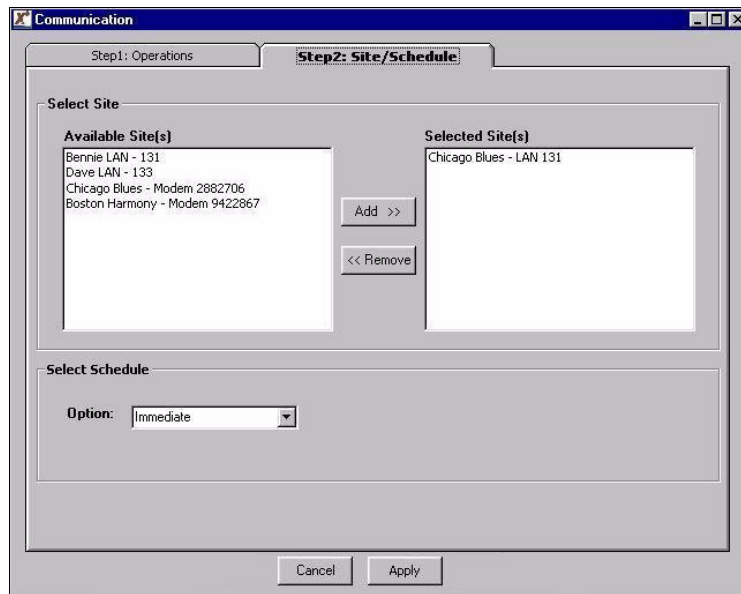 Communication
Step1: Operations
Step2: Site/Schedule
Select Site
Available Site(s)
Bennie LAN - 131
Dave LAN - 133
Chicago Blues - Modem 2882706
Boston Harmony - Modem 9422867
Add >>
<< Remove
Selected Site(s)
Chicago Blues - LAN 131
Select Schedule
Option: Immediate
Cancel Apply